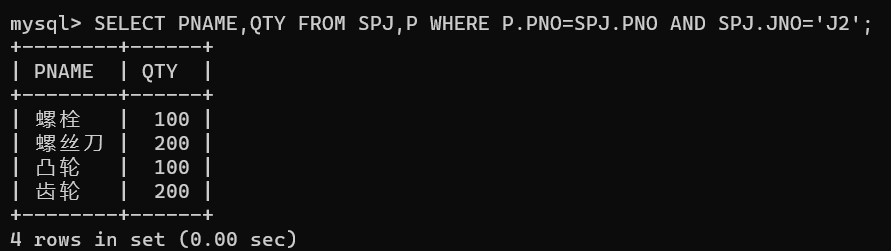 mysql> SELECT PNAME,QTY FROM SPJ,P WHERE P.PNO=SPJ.PNO AND SPJ.JNO='J2';
+--------+------+
| PNAME  | QTY  |
+--------+------+
| 螺栓   |  100 |
| 螺丝刀 |  200 |
| 凸轮   |  100 |
| 齿轮   |  200 |
+--------+------+
4 rows in set (0.00 sec)